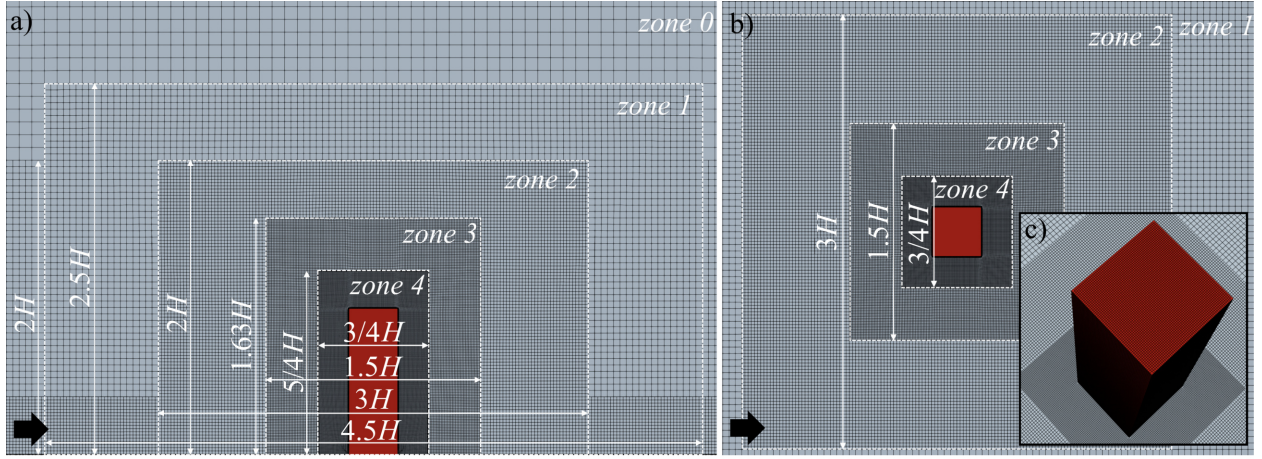 a)
zone 0
zone 1
zone 2
zone 3
zone 4
2H
2.5H
2H
1.63H
5/4H
3/4H
1.5H
3H
4.5H
b)
zone 1
zone 2
zone 3
zone 4
3H
1.5H
3/4H
c)